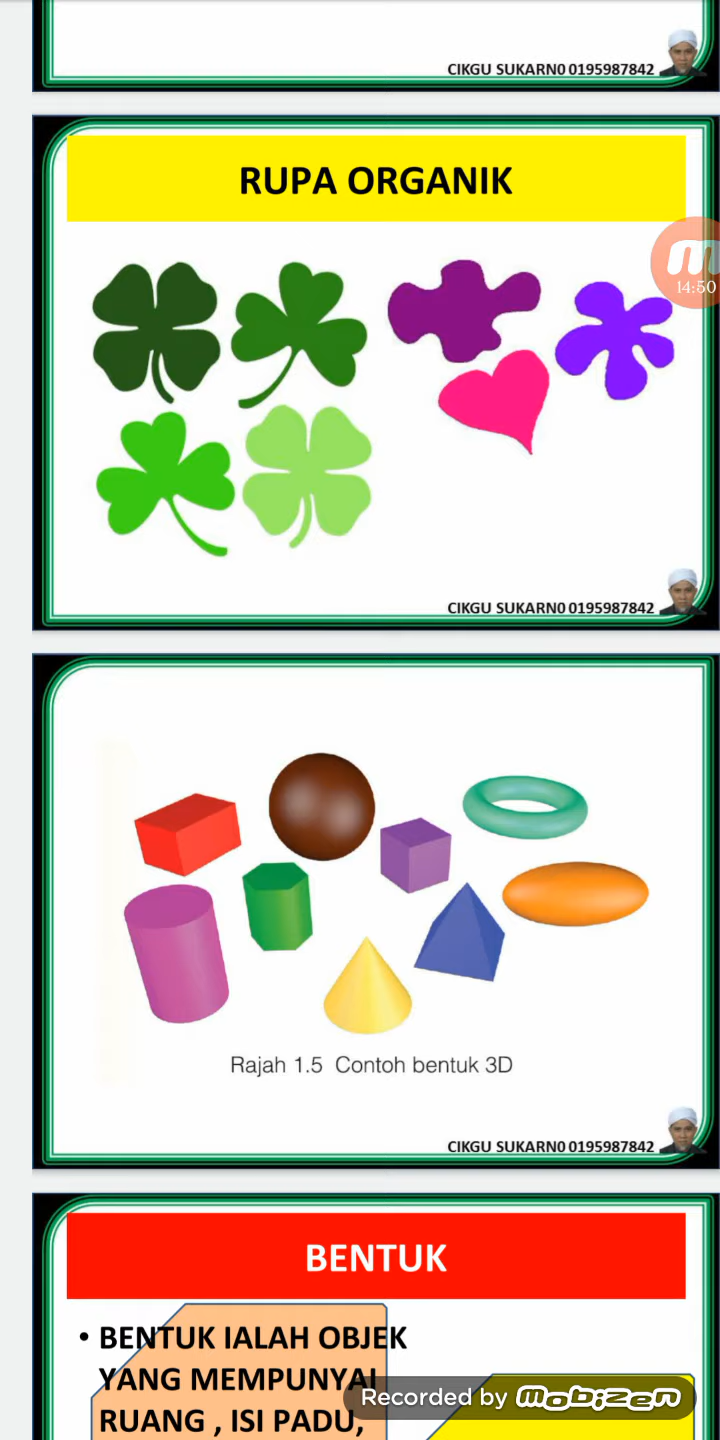 CIKGU SUKARN0 0195987842
RUPA ORGANIK
14:50
CIKGU SUKARN0 0195987842
Rajah 1.5 Contoh bentuk 3D
CIKGU SUKARN0 0195987842
BENTUK
• BENTUK IALAH OBJEK
YANG MEMPUNYAI
RUANG , ISI PADU,
Recorded by Mobizen